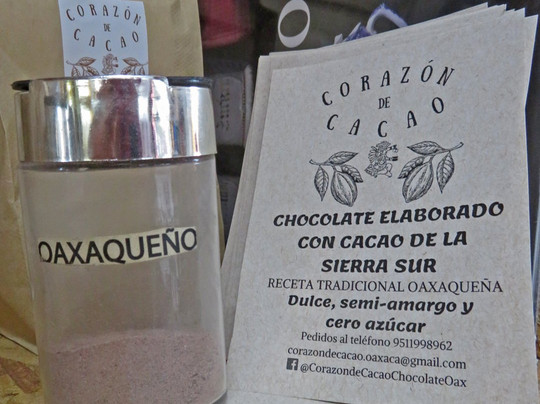 CORAZÓN
DE
CACAO
OAXAQUEÑO
CORAZÓN
DE
CACAO
CHOCOLATE ELABORADO
CON CACAO DE LA
SIERRA SUR
RECETA TRADICIONAL OAXAQUEÑA
Dulce, semi-amargo y
cero azúcar
Pedidos al teléfono 9511998962
corazondecacao.oaxaca@gmail.com
@CorazondeCacaoChocolateOax